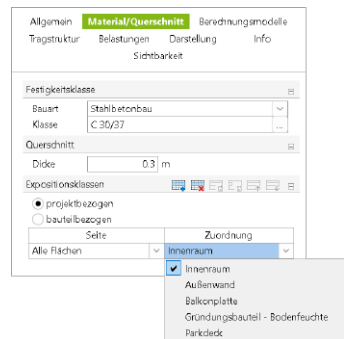 Allgemein Material/Querschnitt Berechnungsmodelle
Tragstruktur Belastungen Darstellung Info
Sichtbarkeit
Festigkeitsklasse
Bauart Stahlbetonbau
Klasse C 30/37 ...
Querschnitt
Dicke 0.3 m
Expositionsklassen
projektbezogen
bauteilbezogen
Seite Zuordnung
Alle Flächen Innenraum
Innenraum
Außenwand
Balkonplatte
Gründungsbauteil - Bodenfeuchte
Parkdeck